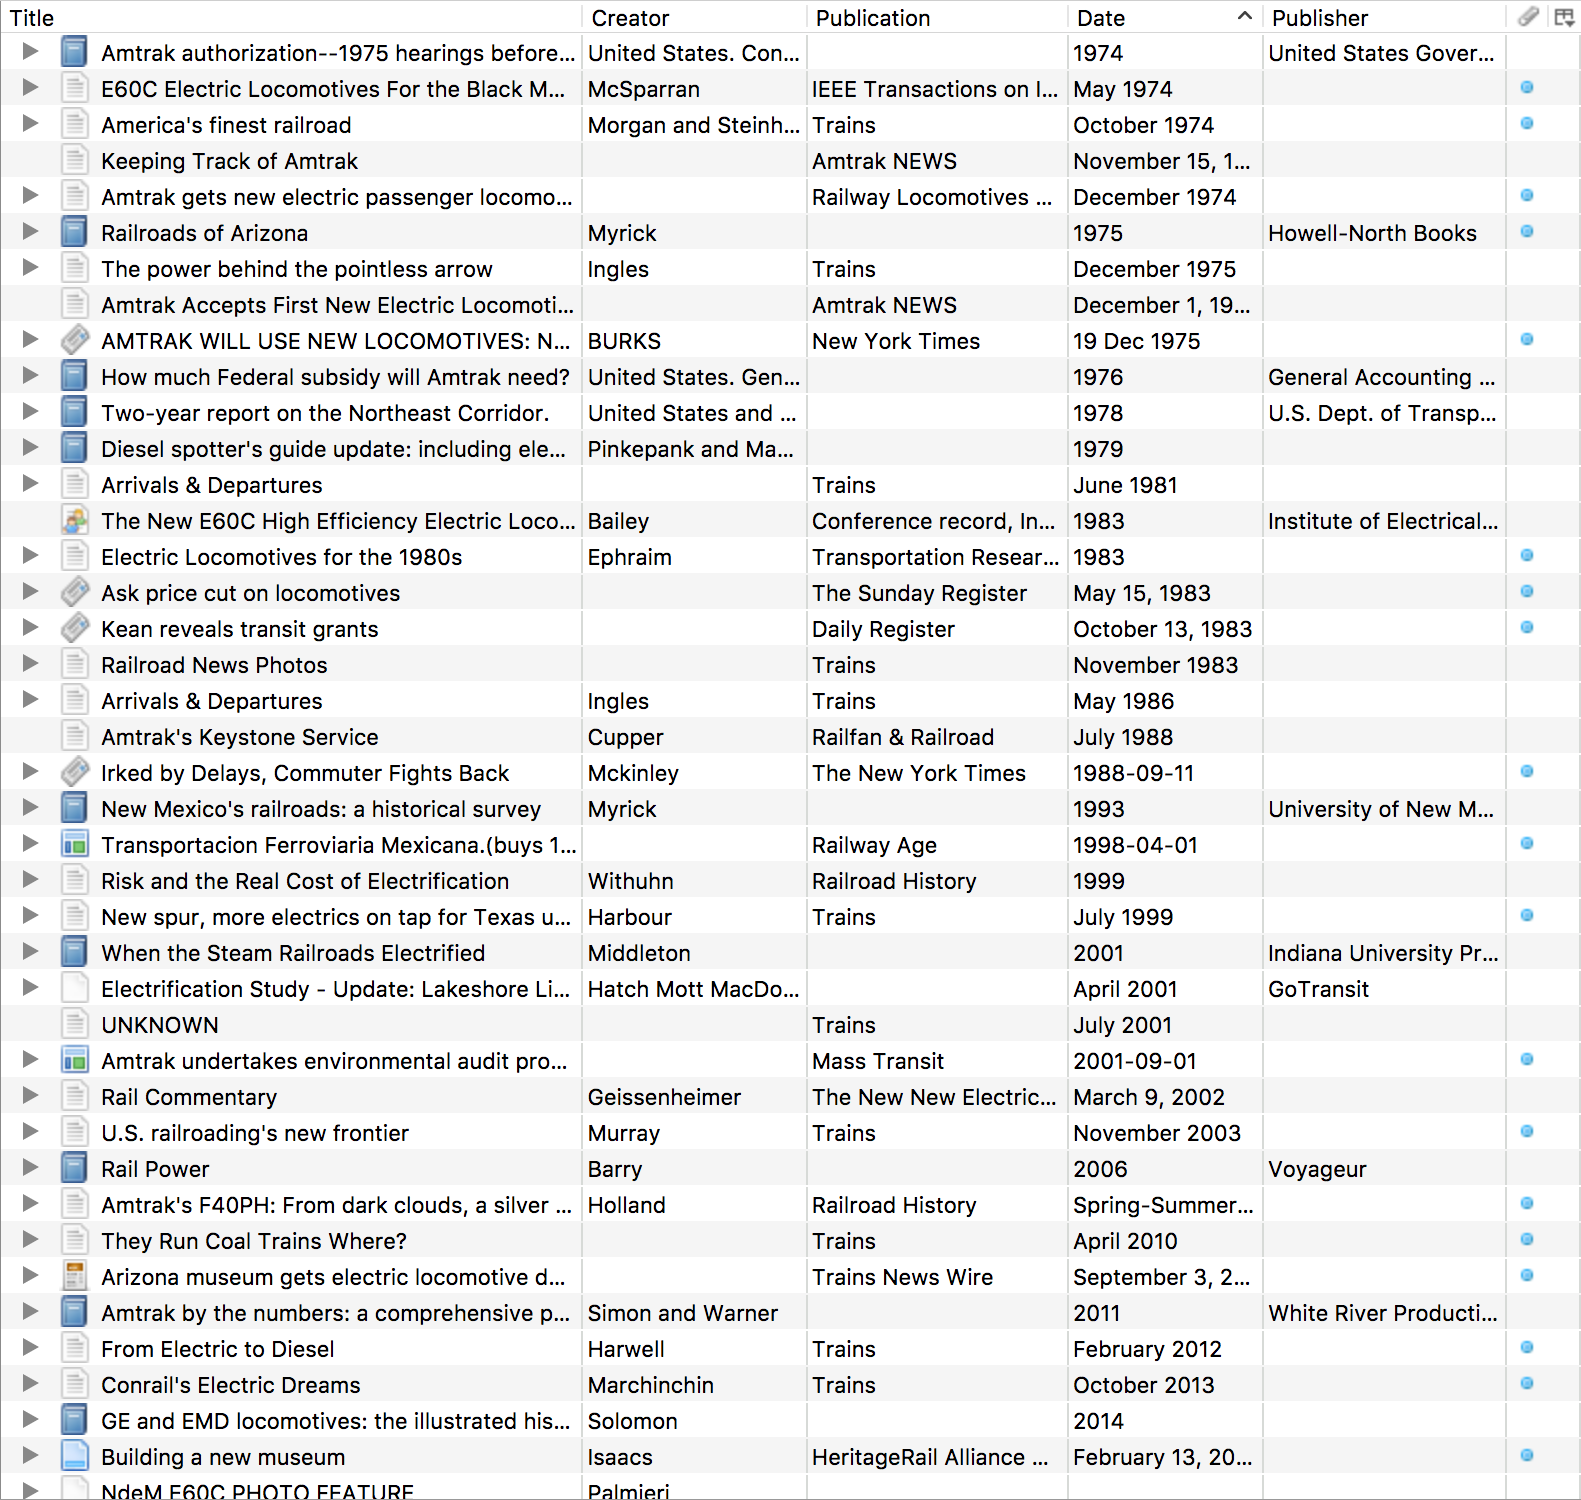 Title Creator Publication Date Publisher
Amtrak authorization--1975 hearings before... United States. Con... 1974 United States Gover...
E60C Electric Locomotives For the Black M... McSparran IEEE Transactions on I... May 1974
America's finest railroad Morgan and Steinh... Trains October 1974
Keeping Track of Amtrak Amtrak NEWS November 15, 1...
Amtrak gets new electric passenger locomo... Railway Locomotives ... December 1974
Railroads of Arizona Myrick 1975 Howell-North Books
The power behind the pointless arrow Ingles Trains December 1975
Amtrak Accepts First New Electric Locomoti... Amtrak NEWS December 1, 19...
AMTRAK WILL USE NEW LOCOMOTIVES: N... BURKS New York Times 19 Dec 1975
How much Federal subsidy will Amtrak need? United States. Gen... 1976 General Accounting ...
Two-year report on the Northeast Corridor. United States and ... 1978 U.S. Dept. of Transp...
Diesel spotter's guide update: including ele... Pinkepank and Ma... 1979
Arrivals & Departures Trains June 1981
The New E60C High Efficiency Electric Loco... Bailey Conference record, In... 1983 Institute of Electrical...
Electric Locomotives for the 1980s Ephraim Transportation Resear... 1983
Ask price cut on locomotives The Sunday Register May 15, 1983
Kean reveals transit grants Daily Register October 13, 1983
Railroad News Photos Trains November 1983
Arrivals & Departures Ingles Trains May 1986
Amtrak's Keystone Service Cupper Railfan & Railroad July 1988
Irked by Delays, Commuter Fights Back Mckinley The New York Times 1988-09-11
New Mexico's railroads: a historical survey Myrick 1993 University of New M...
Transportacion Ferroviaria Mexicana.(buys 1... Railway Age 1998-04-01
Risk and the Real Cost of Electrification Withuhn Railroad History 1999
New spur, more electrics on tap for Texas u... Harbour Trains July 1999
When the Steam Railroads Electrified Middleton 2001 Indiana University Pr...
Electrification Study - Update: Lakeshore Li... Hatch Mott MacDo... April 2001 GoTransit
UNKNOWN Trains July 2001
Amtrak undertakes environmental audit pro... Mass Transit 2001-09-01
Rail Commentary Geissenheimer The New New Electric... March 9, 2002
U.S. railroading's new frontier Murray Trains November 2003
Rail Power Barry 2006 Voyageur
Amtrak's F40PH: From dark clouds, a silver ... Holland Railroad History Spring-Summer...
They Run Coal Trains Where? Trains April 2010
Arizona museum gets electric locomotive d... Trains News Wire September 3, 2...
Amtrak by the numbers: a comprehensive p... Simon and Warner 2011 White River Producti...
From Electric to Diesel Harwell Trains February 2012
Conrail's Electric Dreams Marchinchin Trains October 2013
GE and EMD locomotives: the illustrated his... Solomon 2014
Building a new museum Isaacs HeritageRail Alliance ... February 13, 20...
NdeM E60C PHOTO FEATURE Palmieri